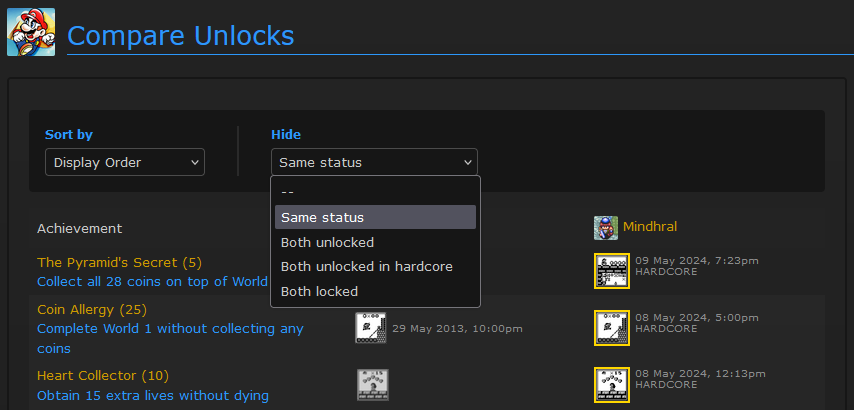 Compare Unlocks
Sort by
Display Order
Hide
Same status
--
Same status
Both unlocked
Both unlocked in hardcore
Both locked
Achievement
Mindhral
The Pyramid's Secret (5)
Collect all 28 coins on top of World
09 May 2024, 7:23pm
HARDCORE
Coin Allergy (25)
Complete World 1 without collecting any
coins
29 May 2013, 10:00pm
09 May 2024, 5:00pm
HARDCORE
Heart Collector (10)
Obtain 15 extra lives without dying
08 May 2024, 12:13pm
HARDCORE